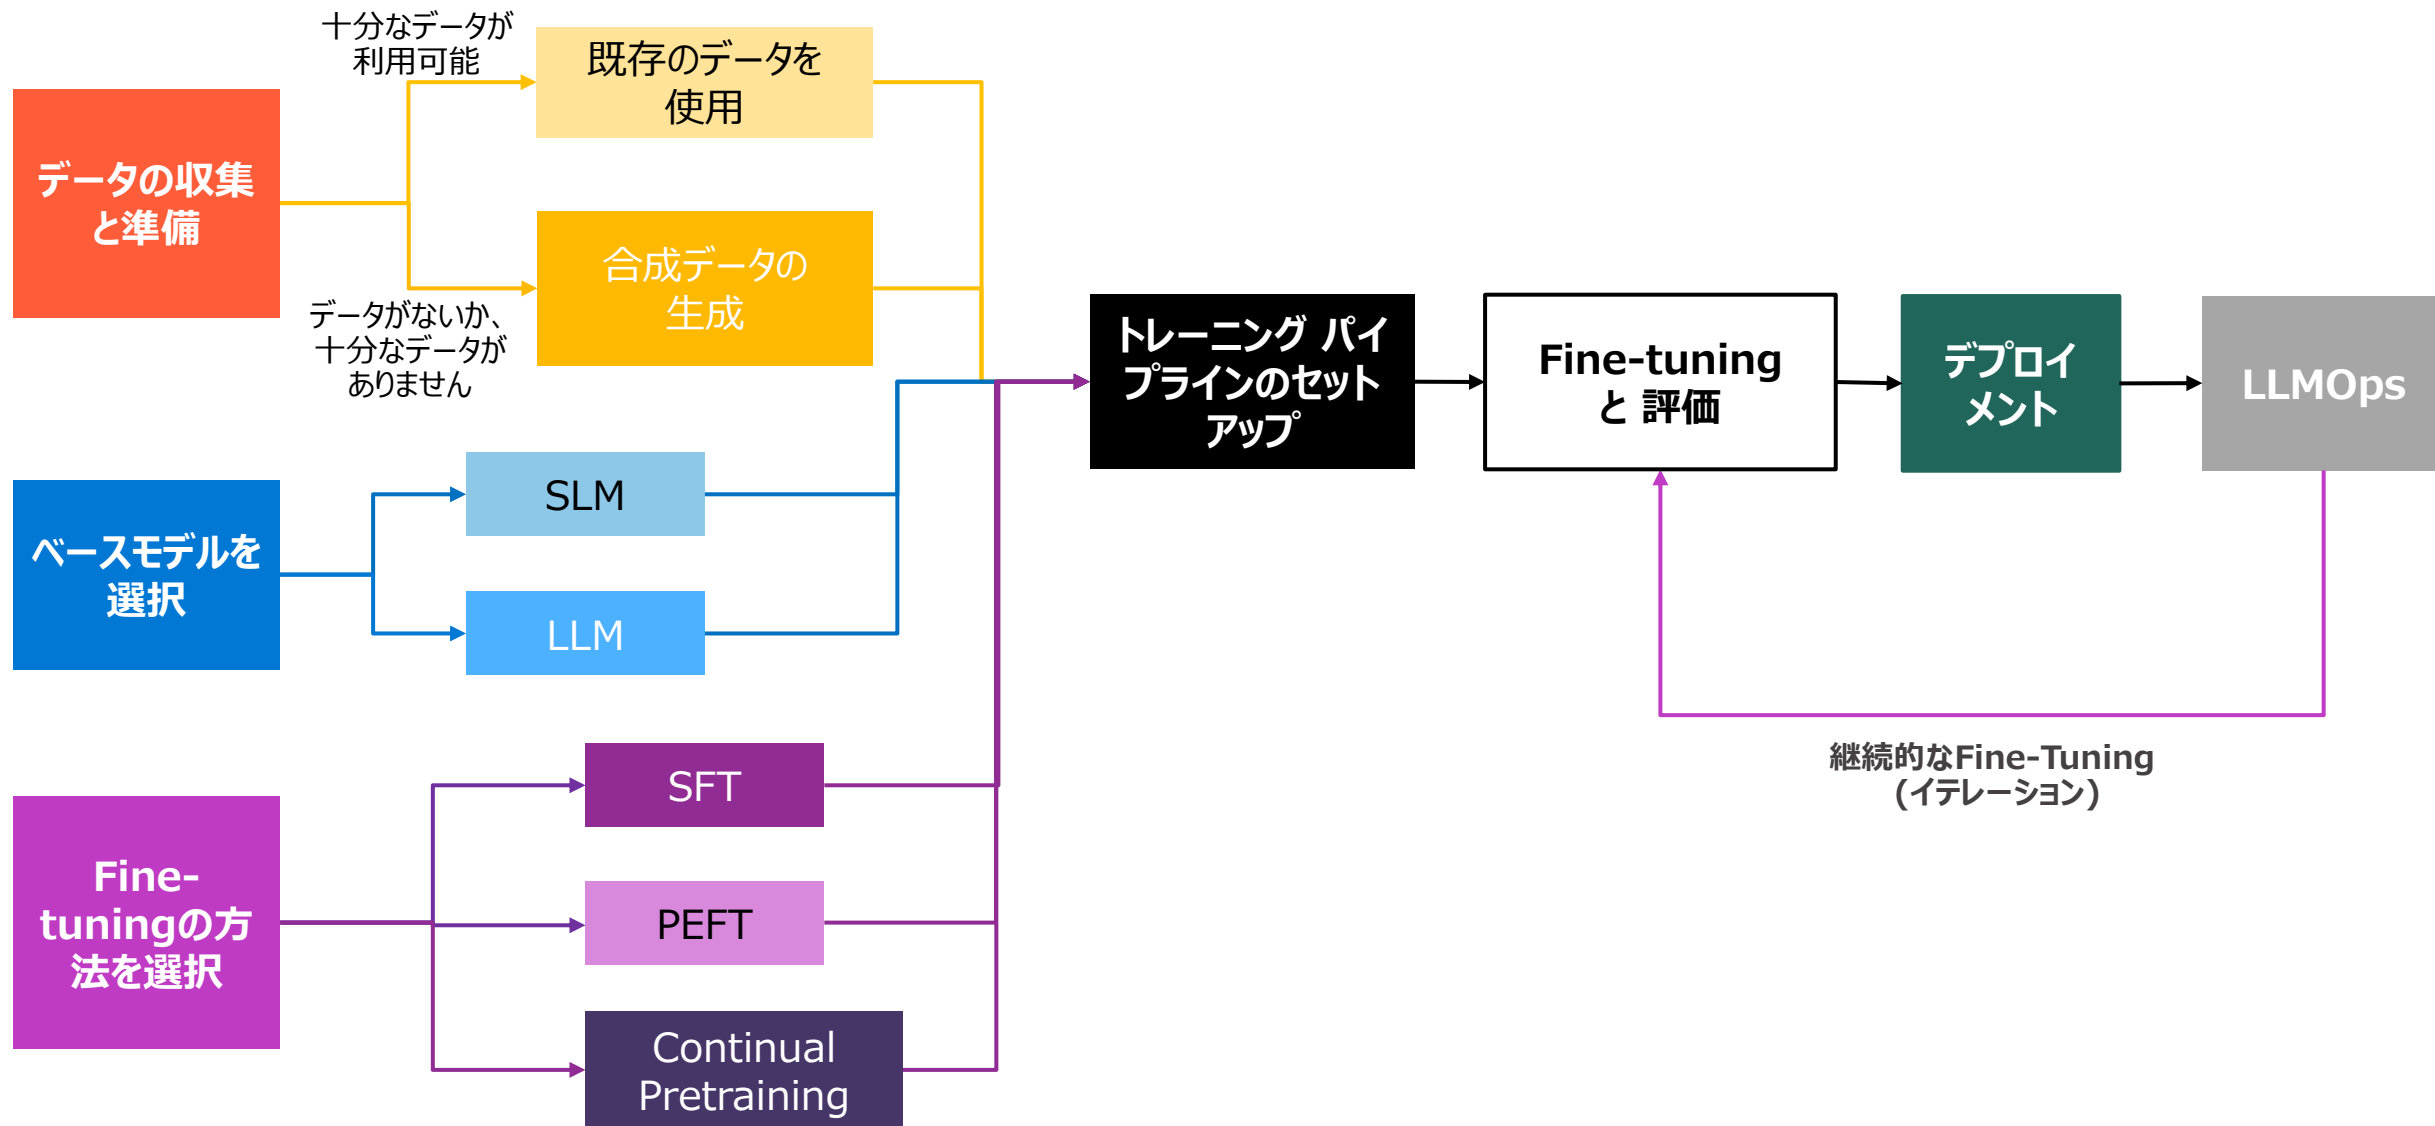 十分なデータが
利用可能
既存のデータを
使用
データの収集
と準備
合成データの
生成
データがないか、
十分なデータが
ありません
ベースモデルを
選択
SLM
LLM
Fine-
tuningの方
法を選択
SFT
PEFT
Continual
Pretraining
トレーニング パイ
プラインのセット
アップ
Fine-tuning
と 評価
デプロイ
メント
LLMOps
継続的なFine-Tuning
(イテレーション)